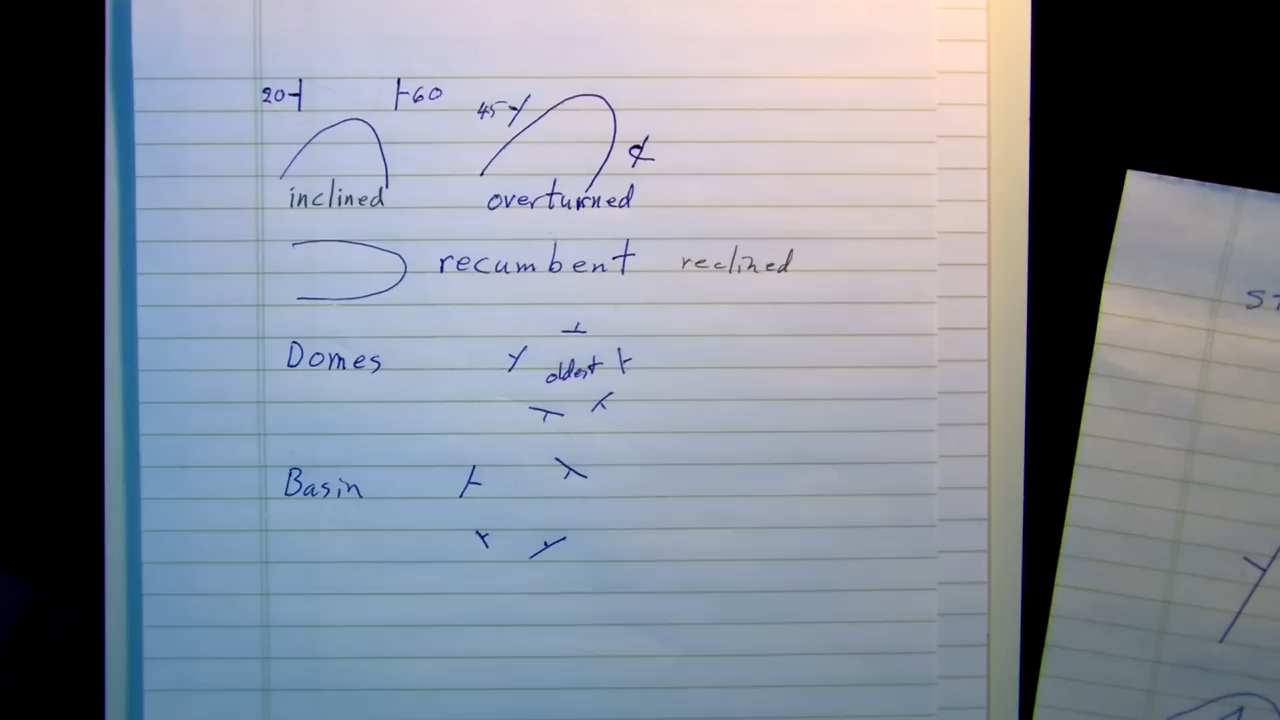 20 60 45
inclined overturned
recumbent reclined
Domes oldest
Basin